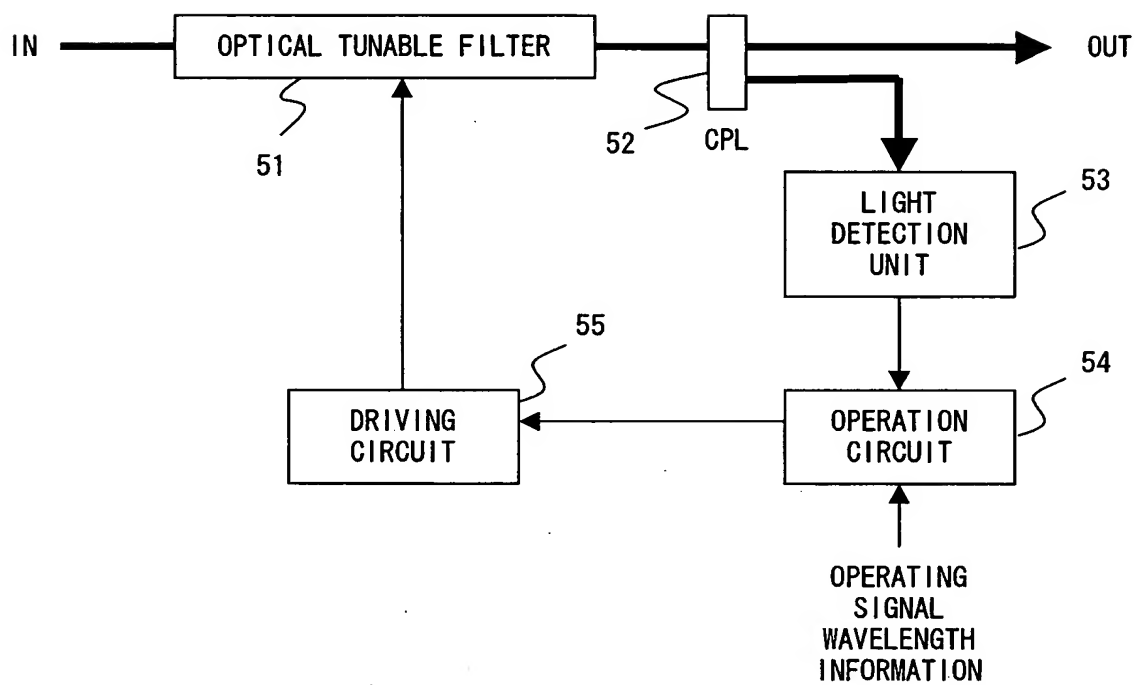 IN
OPTICAL TUNABLE FILTER
OUT
51
52
CPL
53
LIGHT
DETECTION
UNIT
55
54
DRIVING
CIRCUIT
OPERATION
CIRCUIT
OPERATING
SIGNAL
WAVELENGTH
INFORMATION